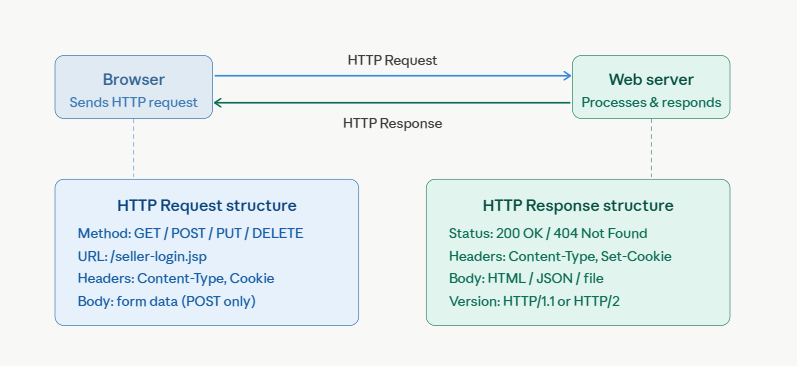 HTTP Request
Browser
Sends HTTP request
Web server
Processes & responds
HTTP Response
HTTP Request structure
Method: GET / POST / PUT / DELETE
URL: /seller-login.jsp
Headers: Content-Type, Cookie
Body: form data (POST only)
HTTP Response structure
Status: 200 OK / 404 Not Found
Headers: Content-Type, Set-Cookie
Body: HTML / JSON / file
Version: HTTP/1.1 or HTTP/2